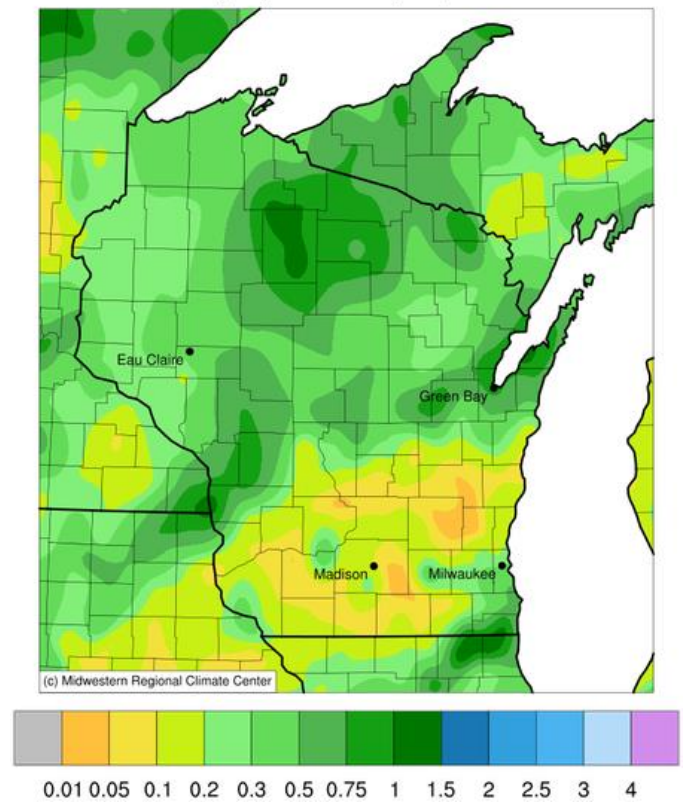 Eau Claire
Green Bay
Madison
Milwaukee
(c) Midwestern Regional Climate Center
0.01 0.05 0.1 0.2 0.3 0.5 0.75 1 1.5 2 2.5 3 4